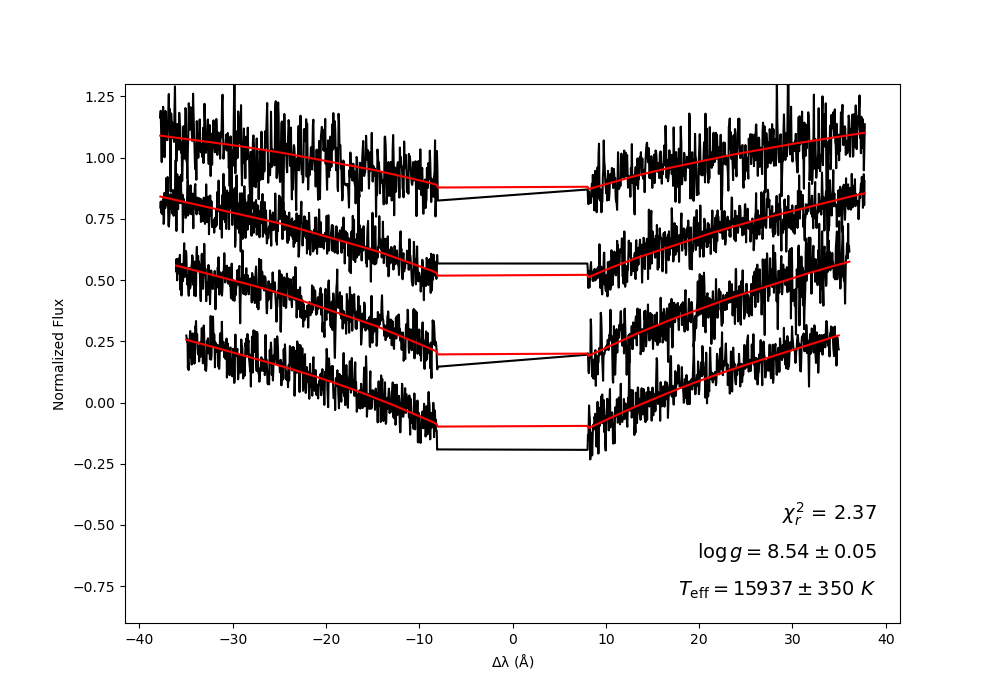 1.25
1.00
0.75
0.50
0.25
0.00
−0.25
−0.50
−0.75
Normalized Flux
χ²ᵣ = 2.37
log g = 8.54 ± 0.05
T_eff = 15937 ± 350 K
−40 −30 −20 −10 0 10 20 30 40
Δλ (Å)